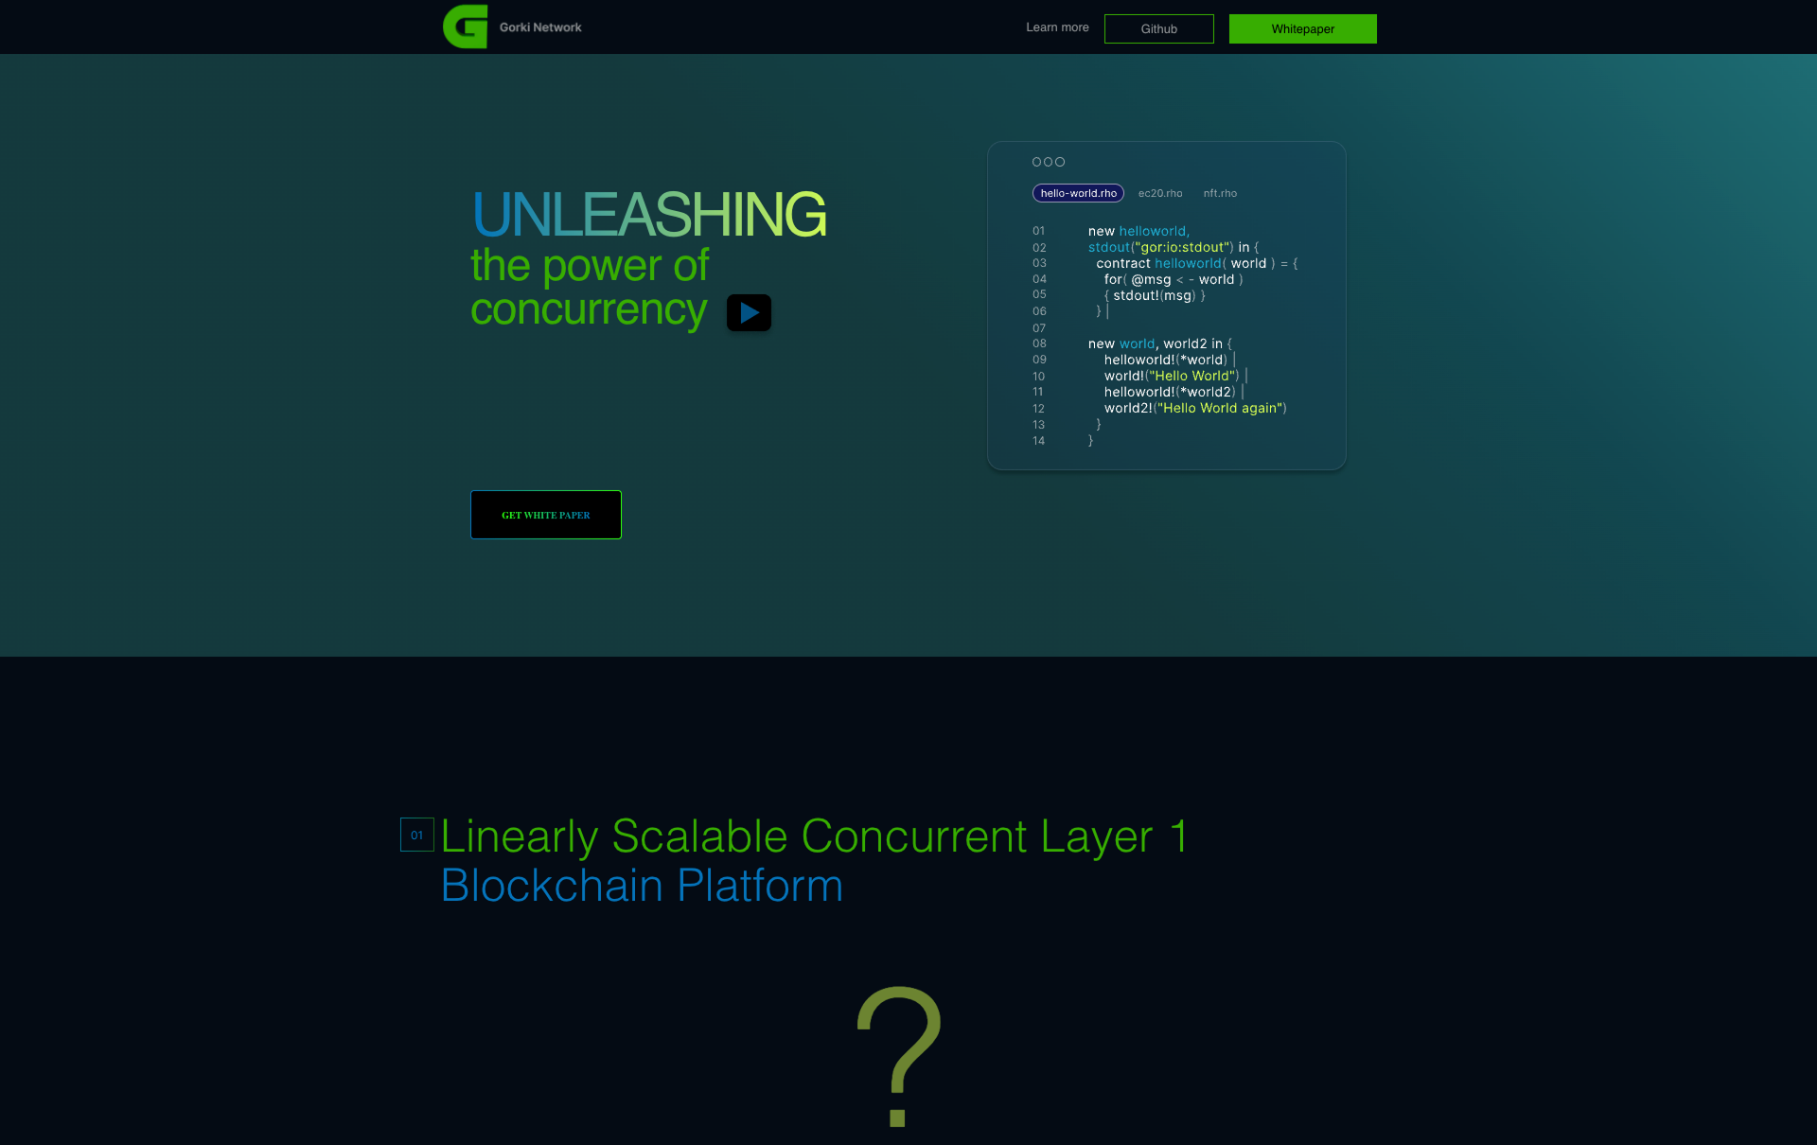 Gorki Network
Learn more
Github
Whitepaper
UNLEASHING
the power of
concurrency
GET WHITE PAPER
hello-world.rho ec20.rho nft.rho
01 new helloworld,
02 stdout("gor:io:stdout") in {
03 contract helloworld( world ) = {
04 for( @msg < - world )
05 { stdout!(msg) }
06 } |
07
08 new world, world2 in {
09 helloworld!(*world) |
10 world!("Hello World") |
11 helloworld!(*world2) |
12 world2!("Hello World again")
13 }
14 }
01 Linearly Scalable Concurrent Layer 1
Blockchain Platform
?